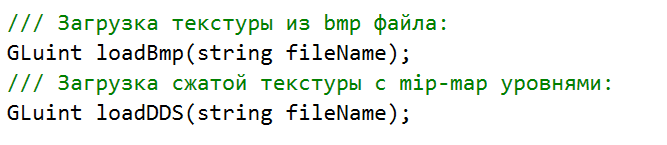 /// Загрузка текстуры из bmp файла:
GLuint loadBmp(string fileName);
/// Загрузка сжатой текстуры с mip-map уровнями:
GLuint loadDDS(string fileName);